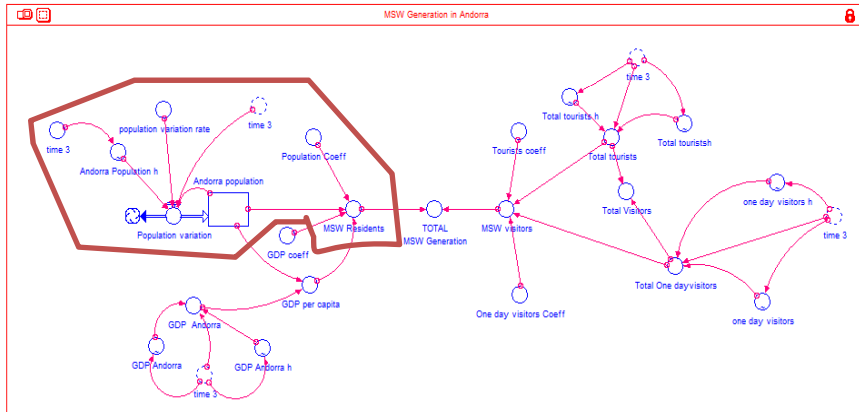 MSW Generation in Andorra
time 3
Total tourists h
population variation rate
time 3
time 3
Andorra Population h
Population Coeff
Tourists coeff
Total tourists
Total touristsh
Andorra population
one day visitors h
Total Visitors
Population variation
MSW Residents
TOTAL
MSW Generation
MSW visitors
time 3
GDP coeff
Total One dayvisitors
GDP per capita
One day visitors Coeff
one day visitors
GDP Andorra
GDP Andorra
GDP Andorra h
time 3